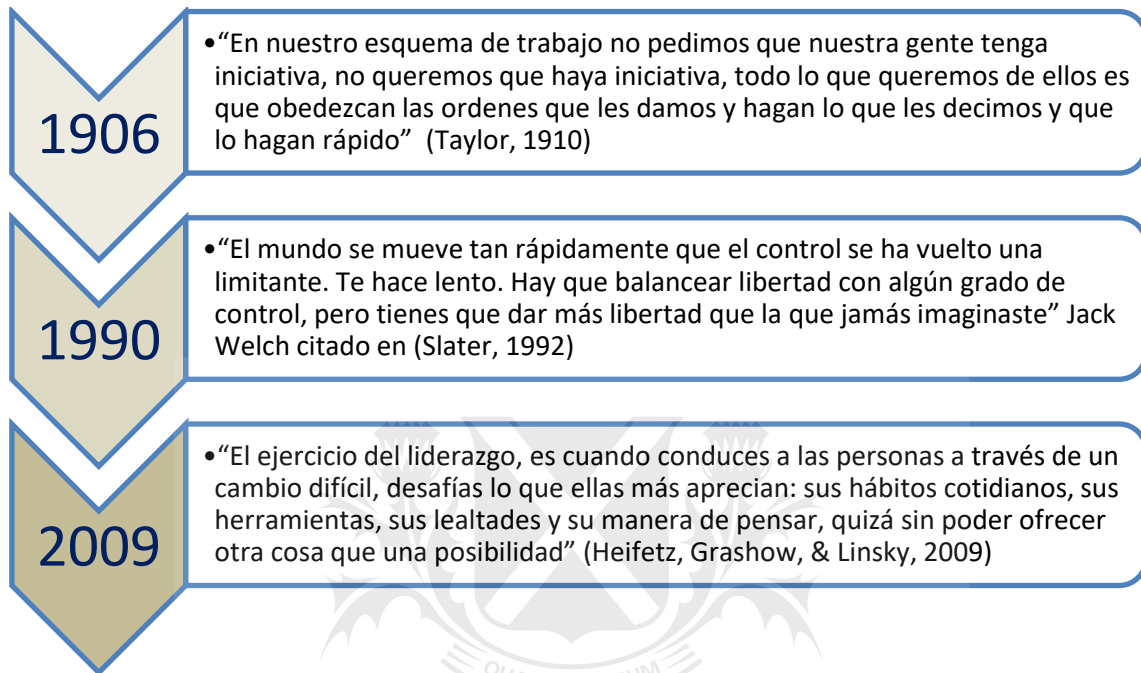 1906
•“En nuestro esquema de trabajo no pedimos que nuestra gente tenga
iniciativa, no queremos que haya iniciativa, todo lo que queremos de ellos es
que obedezcan las ordenes que les damos y hagan lo que les decimos y que
lo hagan rápido” (Taylor, 1910)
1990
•“El mundo se mueve tan rápidamente que el control se ha vuelto una
limitante. Te hace lento. Hay que balancear libertad con algún grado de
control, pero tienes que dar más libertad que la que jamás imaginaste” Jack
Welch citado en (Slater, 1992)
2009
•“El ejercicio del liderazgo, es cuando conduces a las personas a través de un
cambio difícil, desafías lo que ellas más aprecian: sus hábitos cotidianos, sus
herramientas, sus lealtades y su manera de pensar, quizá sin poder ofrecer
otra cosa que una posibilidad” (Heifetz, Grashow, & Linsky, 2009)